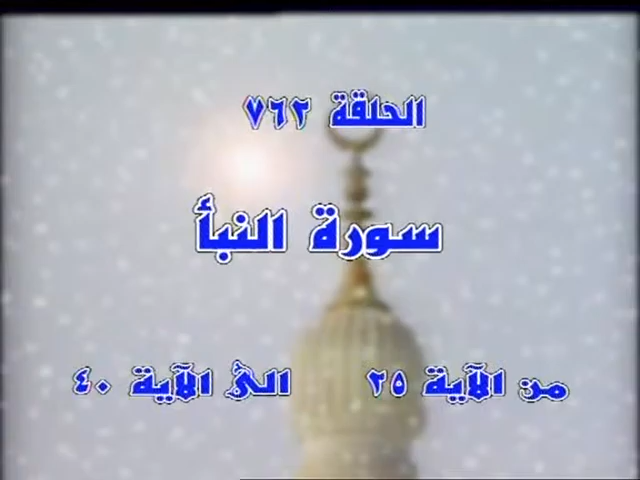 الحلقة ٧٦٢
سورة النبأ
من الآية ٢٥ الى الآية ٤٠